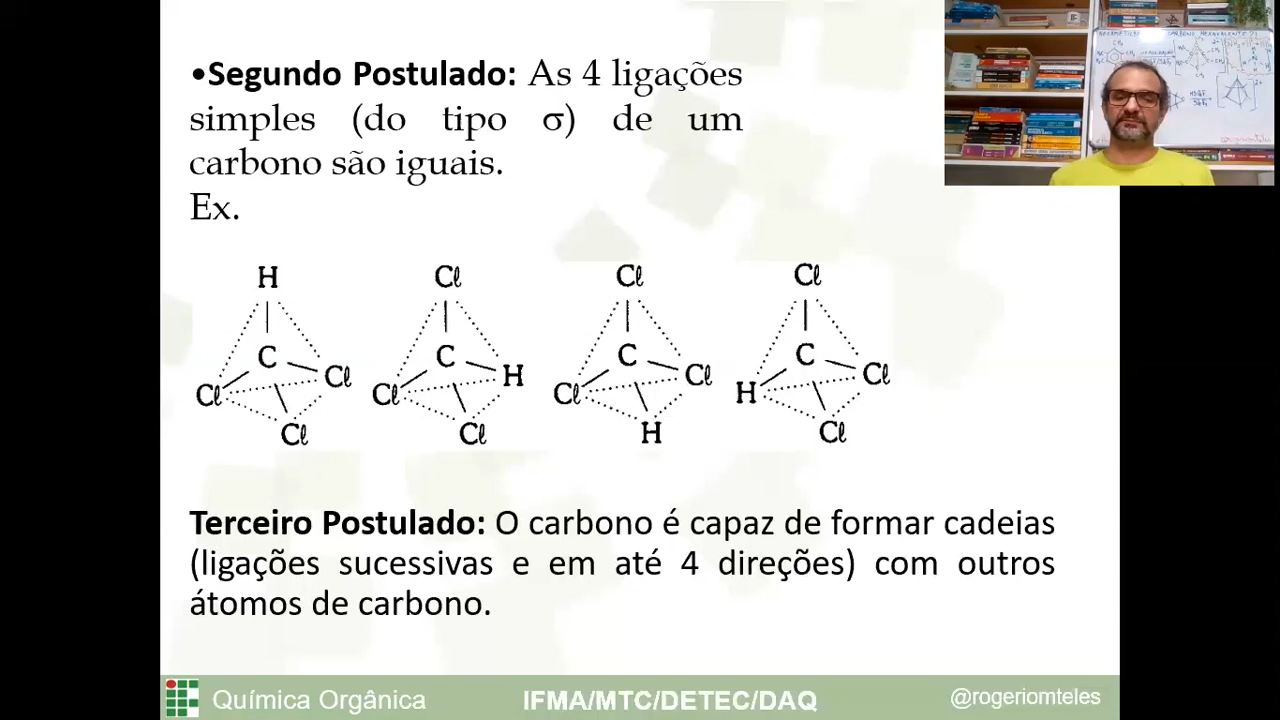 •Segundo Postulado: As 4 ligações
simples (do tipo σ) de um
carbono são iguais.
Ex.
H Cℓ Cℓ Cℓ
C C C C
Cℓ Cℓ Cℓ H Cℓ Cℓ H Cℓ
Cℓ Cℓ H Cℓ
Terceiro Postulado: O carbono é capaz de formar cadeias
(ligações sucessivas e em até 4 direções) com outros
átomos de carbono.
Química Orgânica IFMA/MTC/DETEC/DAQ @rogeriomteles